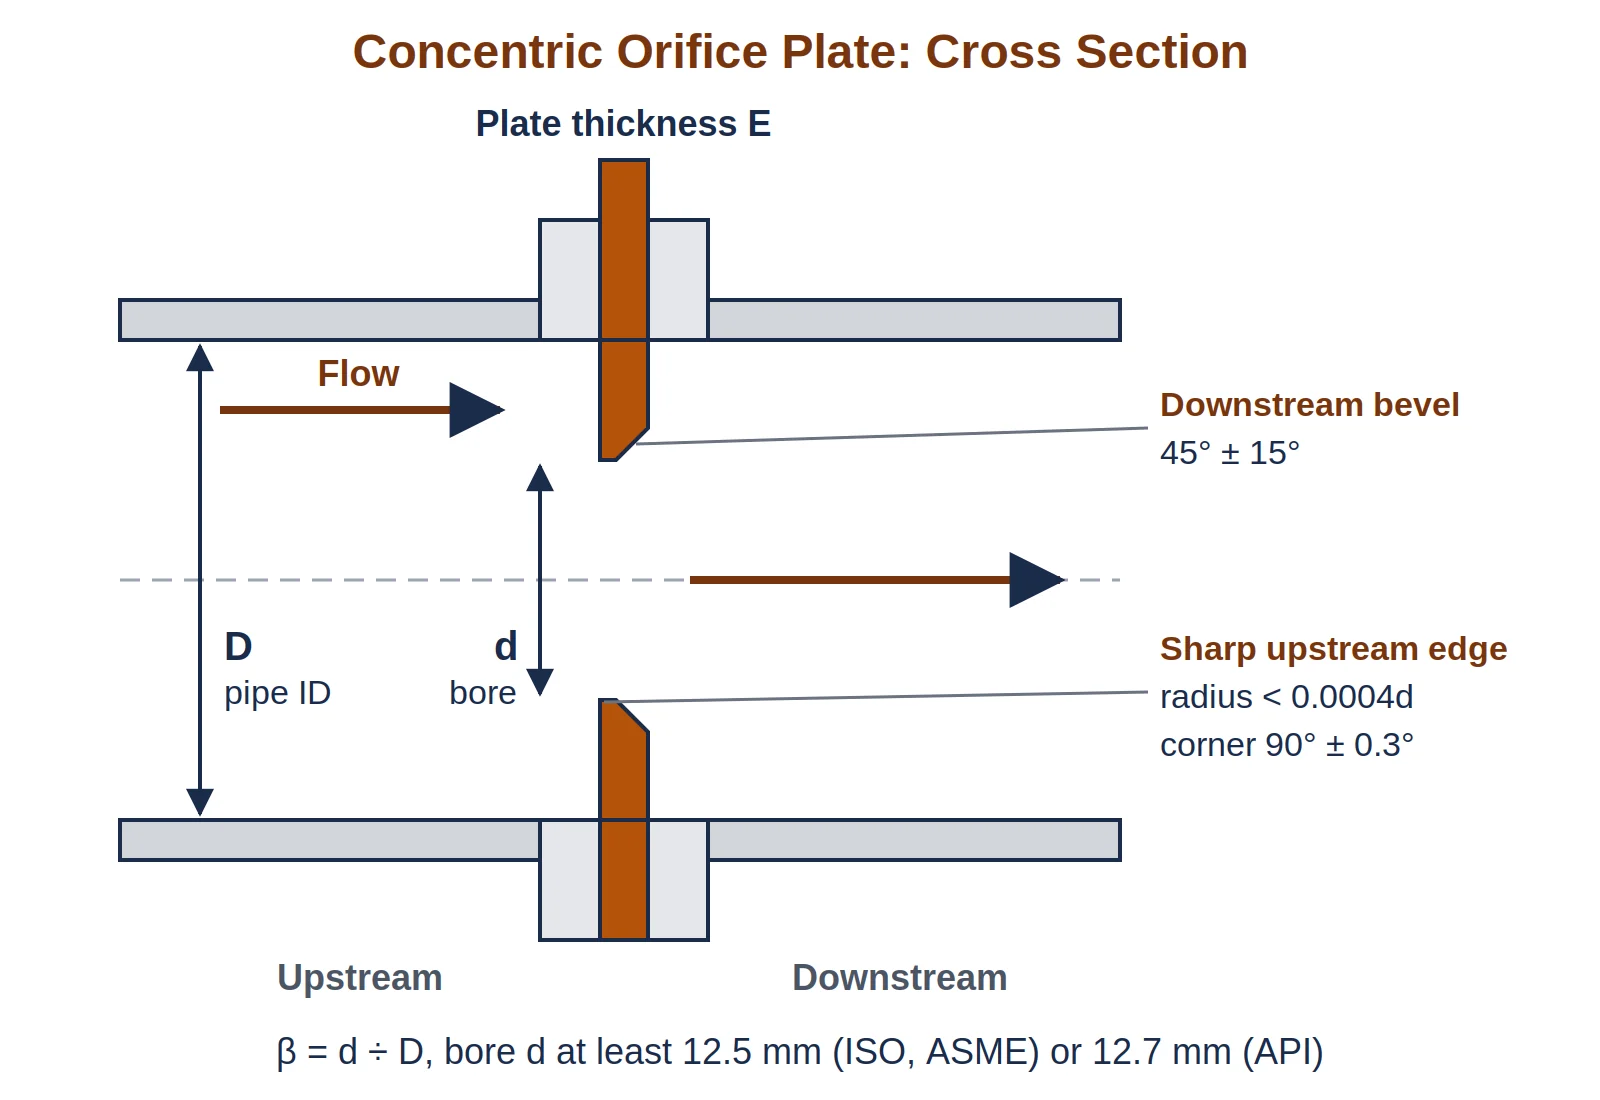 Concentric Orifice Plate: Cross Section
Plate thickness E
Flow
Downstream bevel
45° ± 15°
D
pipe ID
d
bore
Sharp upstream edge
radius < 0.0004d
corner 90° ± 0.3°
Upstream
Downstream
β = d ÷ D, bore d at least 12.5 mm (ISO, ASME) or 12.7 mm (API)